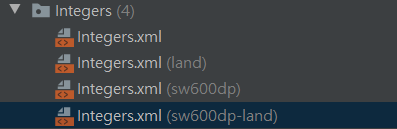 Integers (4)
Integers.xml
Integers.xml (land)
Integers.xml (sw600dp)
Integers.xml (sw600dp-land)